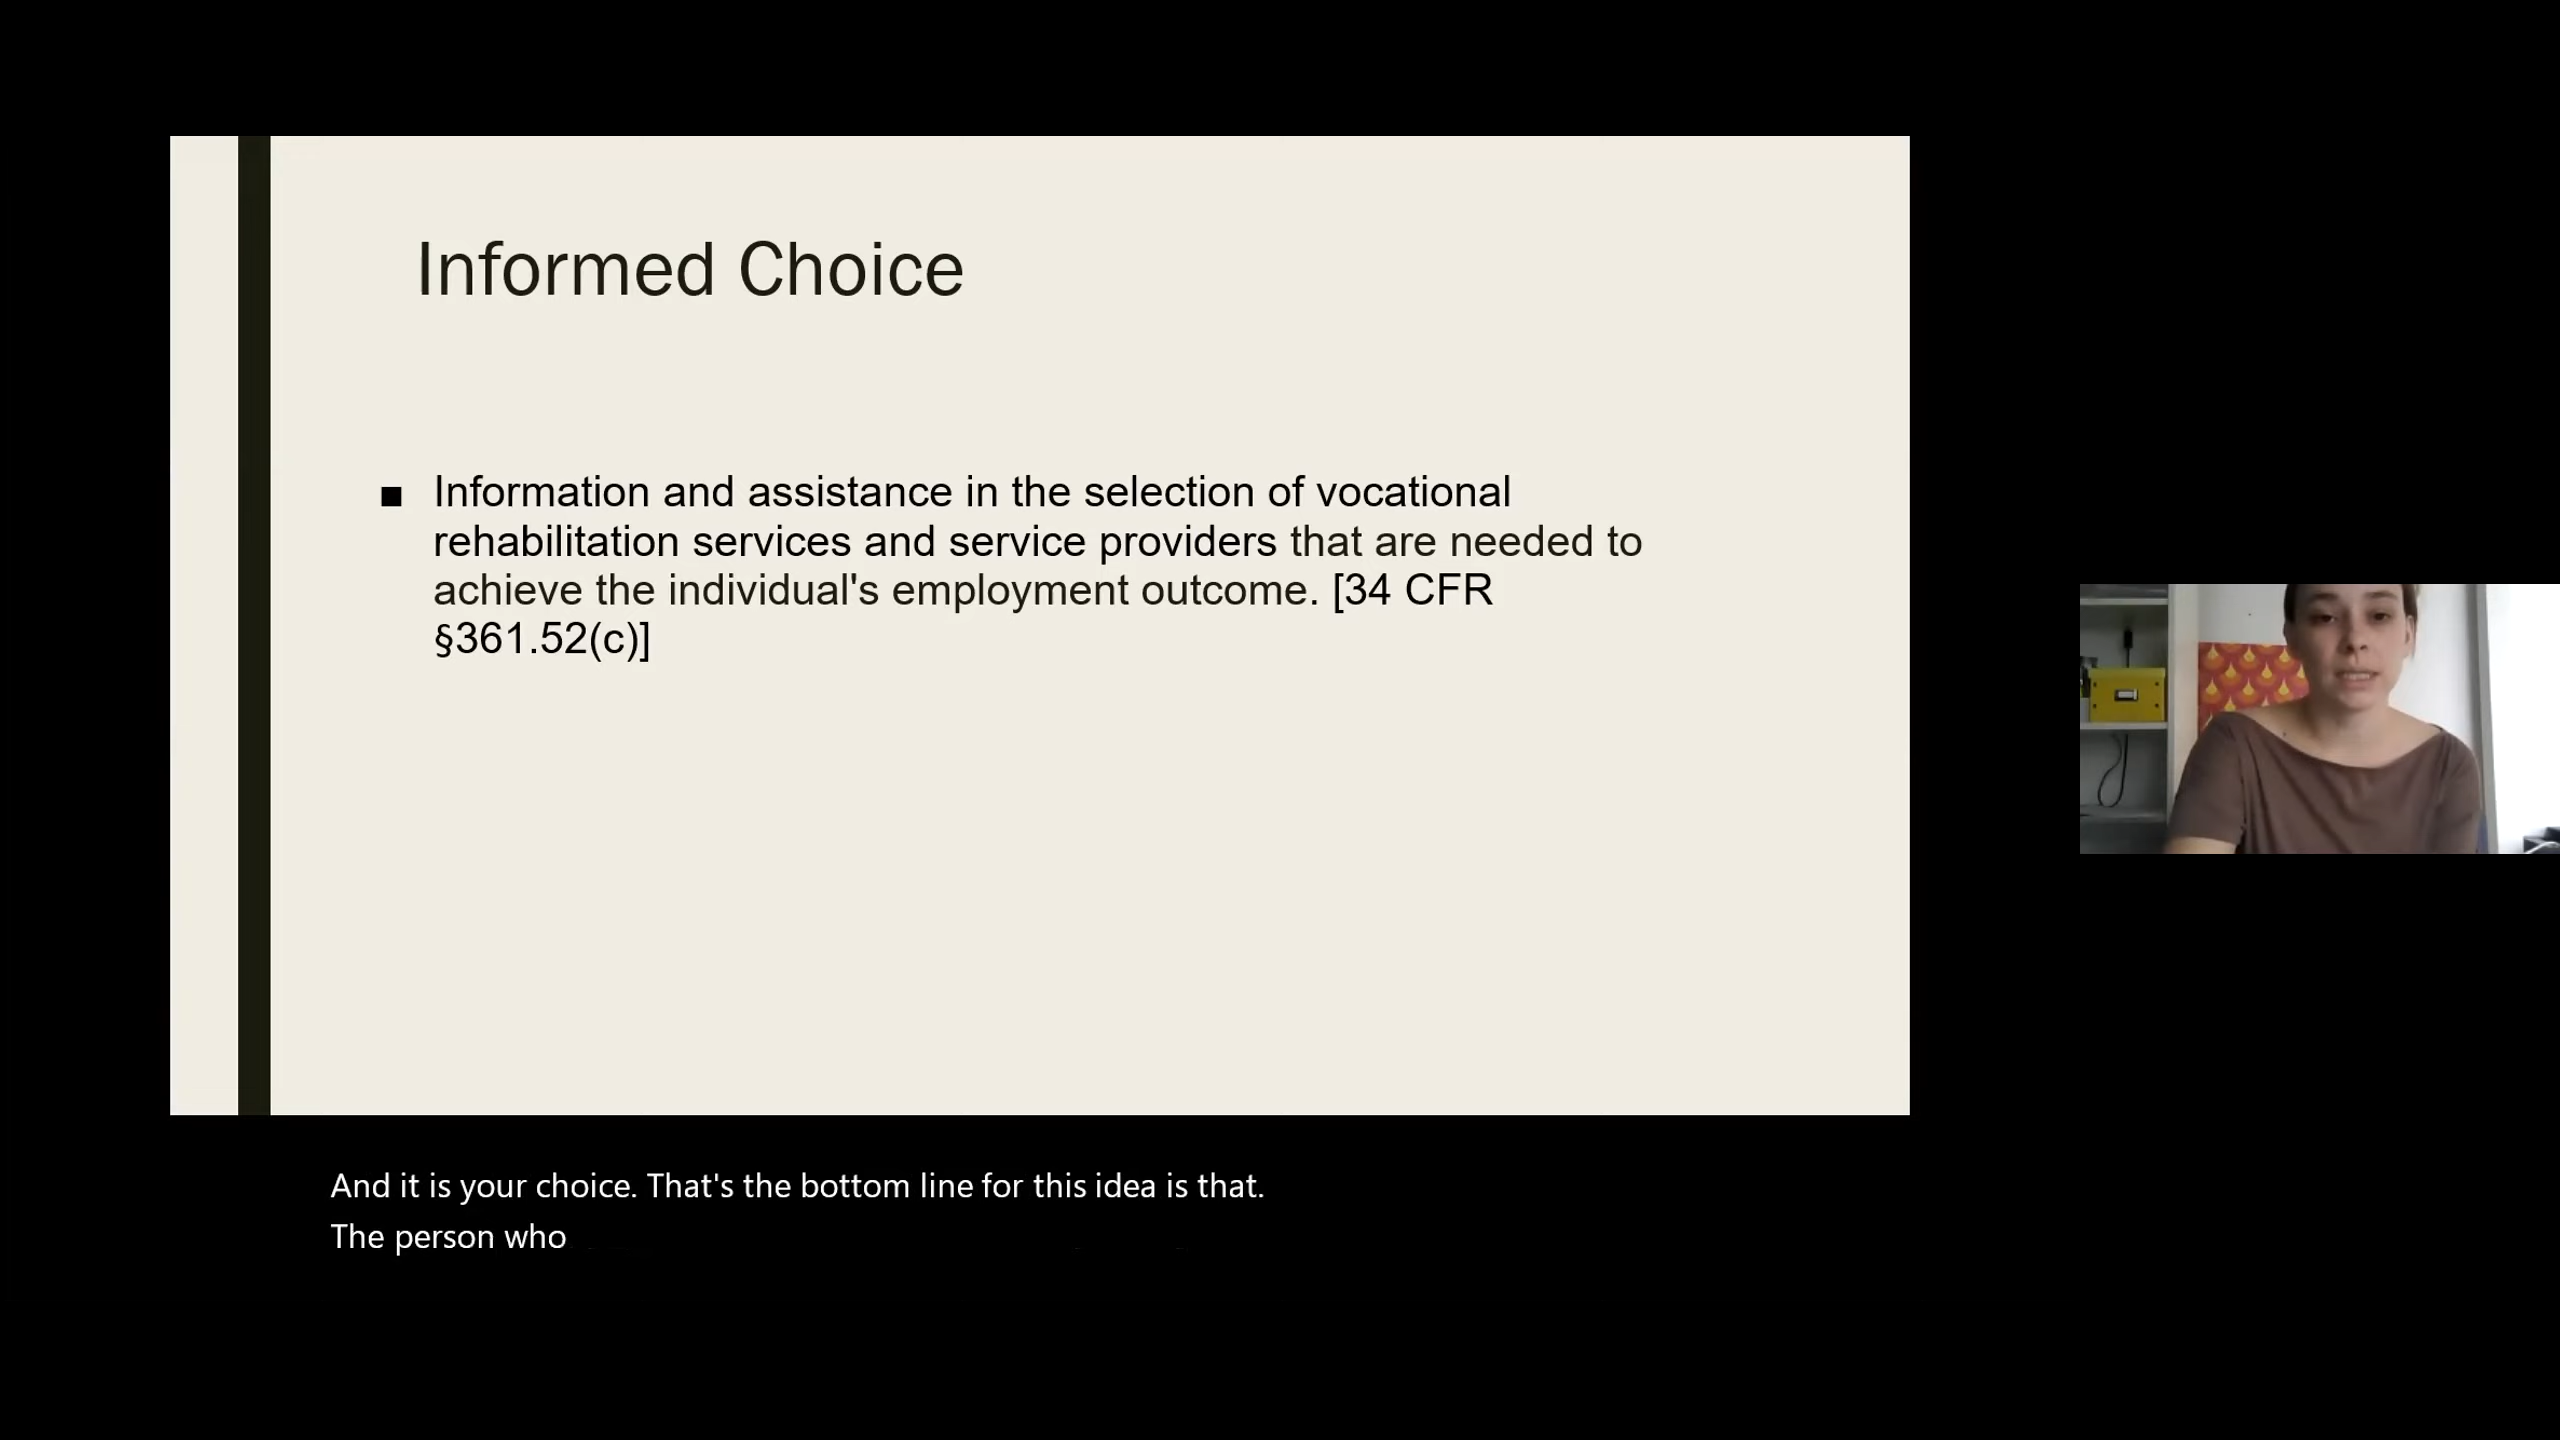 Informed Choice
■ Information and assistance in the selection of vocational
rehabilitation services and service providers that are needed to
achieve the individual's employment outcome. [34 CFR
§361.52(c)]
And it is your choice. That's the bottom line for this idea is that.
The person who